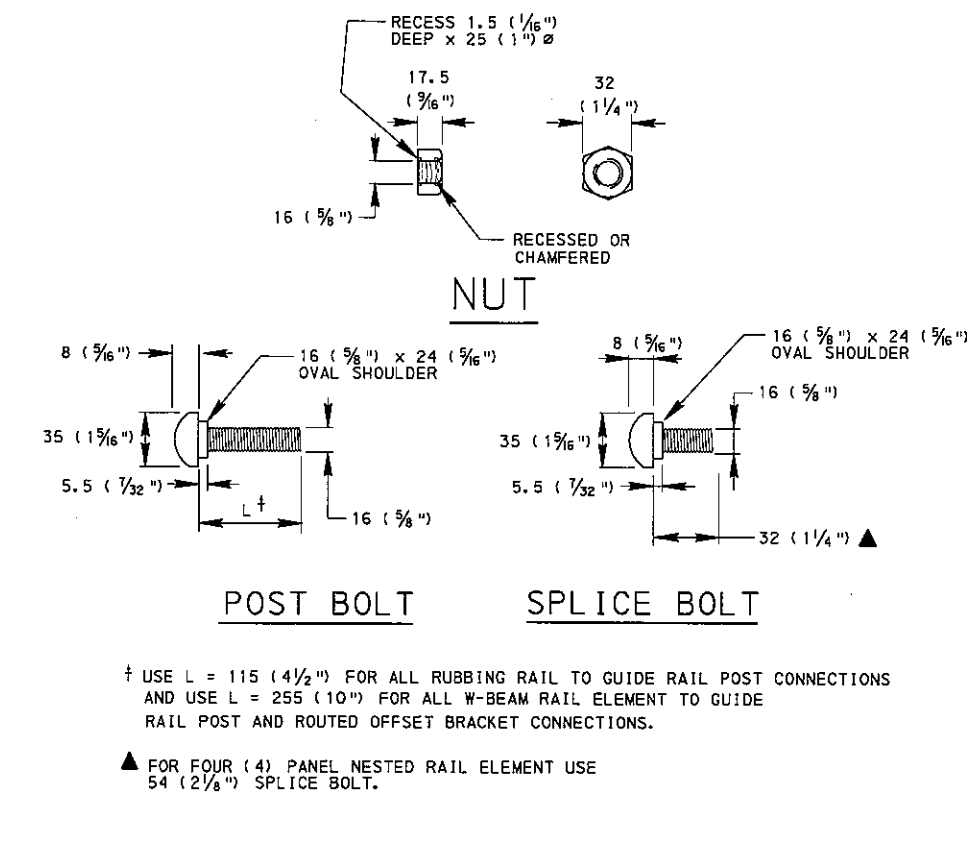 RECESS 1.5 (1/16")
DEEP x 25 (1")ø
17.5
(9/16")
32
(1 1/4")
16 (5/8")
RECESSED OR
CHAMFERED
NUT
8 (5/16")
16 (5/8") x 24 (5/16")
OVAL SHOULDER
35 (1 5/16")
5.5 (7/32")
L‡
16 (5/8")
POST BOLT
8 (5/16")
16 (5/8") x 24 (5/16")
OVAL SHOULDER
16 (5/8")
35 (1 5/16")
5.5 (7/32")
32 (1 1/4") ▲
SPLICE BOLT
‡ USE L = 115 (4 1/2") FOR ALL RUBBING RAIL TO GUIDE RAIL POST CONNECTIONS
AND USE L = 255 (10") FOR ALL W-BEAM RAIL ELEMENT TO GUIDE
RAIL POST AND ROUTED OFFSET BRACKET CONNECTIONS.
▲ FOR FOUR (4) PANEL NESTED RAIL ELEMENT USE
54 (2 1/8") SPLICE BOLT.